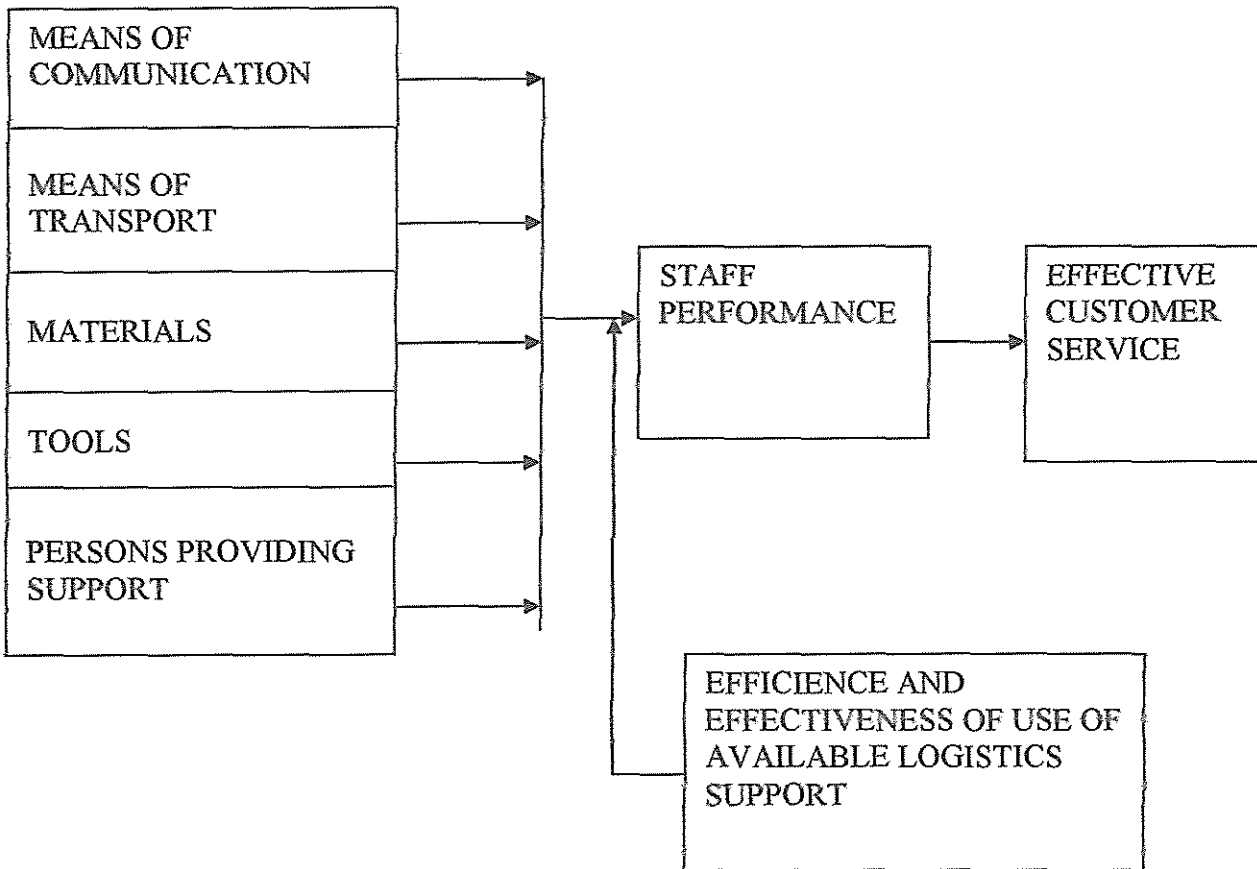 MEANS OF
COMMUNICATION
MEANS OF
TRANSPORT
MATERIALS
TOOLS
PERSONS PROVIDING
SUPPORT
STAFF
PERFORMANCE
EFFECTIVE
CUSTOMER
SERVICE
EFFICIENCE AND
EFFECTIVENESS OF USE OF
AVAILABLE LOGISTICS
SUPPORT